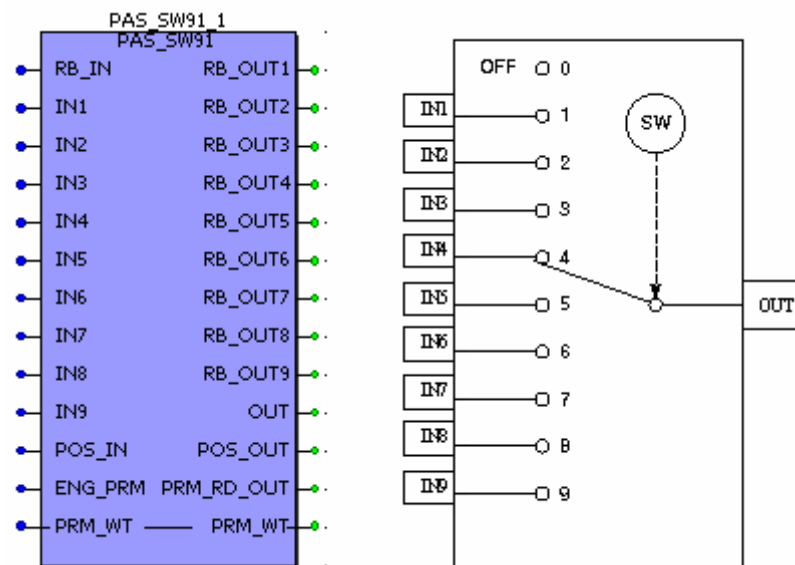 PAS_SW91_1
PAS_SW91
RB_IN RB_OUT1
IN1 RB_OUT2
IN2 RB_OUT3
IN3 RB_OUT4
IN4 RB_OUT5
IN5 RB_OUT6
IN6 RB_OUT7
IN7 RB_OUT8
IN8 RB_OUT9
IN9 OUT
POS_IN POS_OUT
ENG_PRM PRM_RD_OUT
PRM_WT PRM_WT
OFF 0
IN1 1
SW
IN2 2
IN3 3
IN4 4
IN5 5
OUT
IN6 6
IN7 7
IN8 8
IN9 9